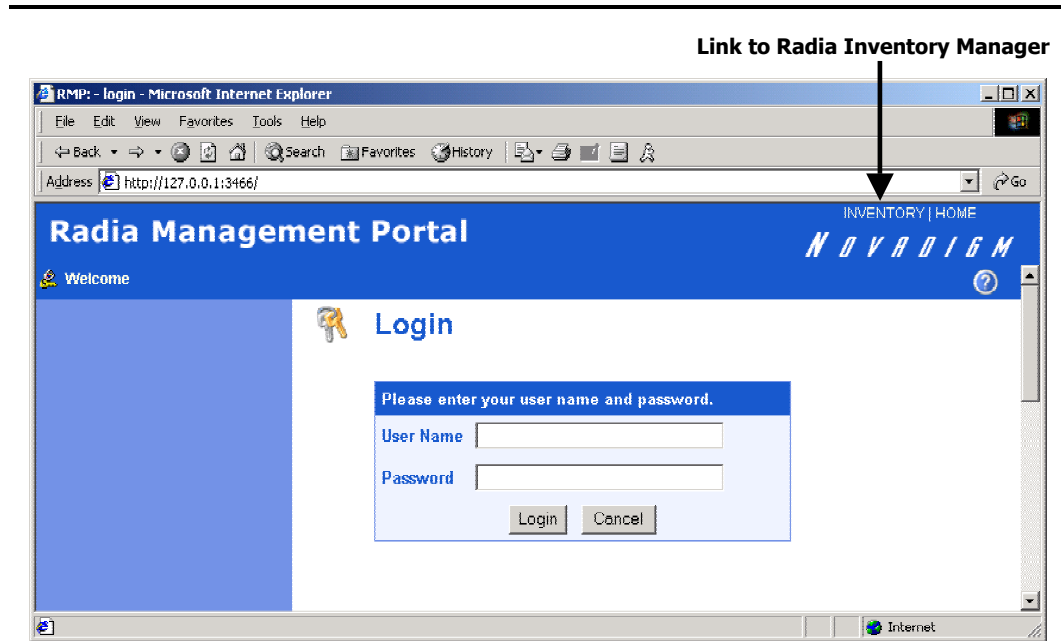 Link to Radia Inventory Manager
RMP: - login - Microsoft Internet Explorer
File Edit View Favorites Tools Help
Back Search Favorites History
Address http://127.0.0.1:3466/ Go
INVENTORY | HOME
Radia Management Portal
NOVADIGM
Welcome
Login
Please enter your user name and password.
User Name
Password
Login Cancel
Internet